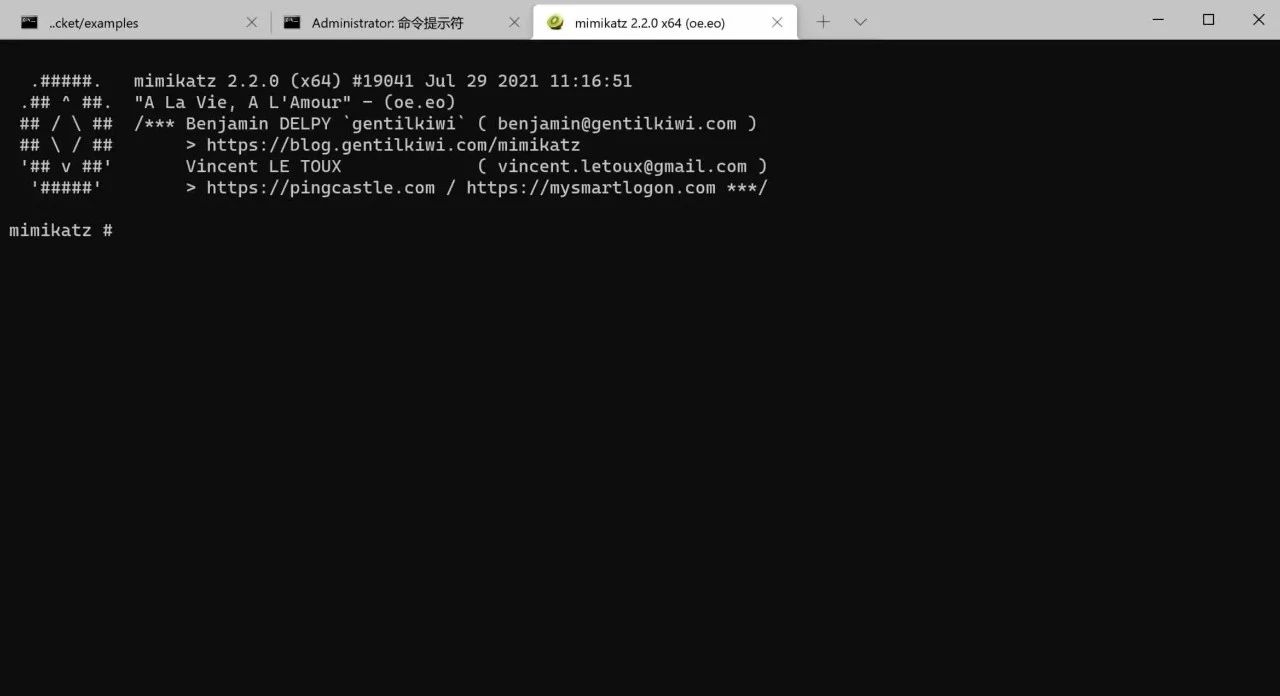 ..cket/examples
Administrator: 命令提示符
mimikatz 2.2.0 x64 (oe.eo)
  .#####.   mimikatz 2.2.0 (x64) #19041 Jul 29 2021 11:16:51
 .## ^ ##.  "A La Vie, A L'Amour" - (oe.eo)
 ## / \ ##  /*** Benjamin DELPY `gentilkiwi` ( benjamin@gentilkiwi.com )
 ## \ / ##       > https://blog.gentilkiwi.com/mimikatz
 '## v ##'       Vincent LE TOUX             ( vincent.letoux@gmail.com )
  '#####'        > https://pingcastle.com / https://mysmartlogon.com ***/
mimikatz #